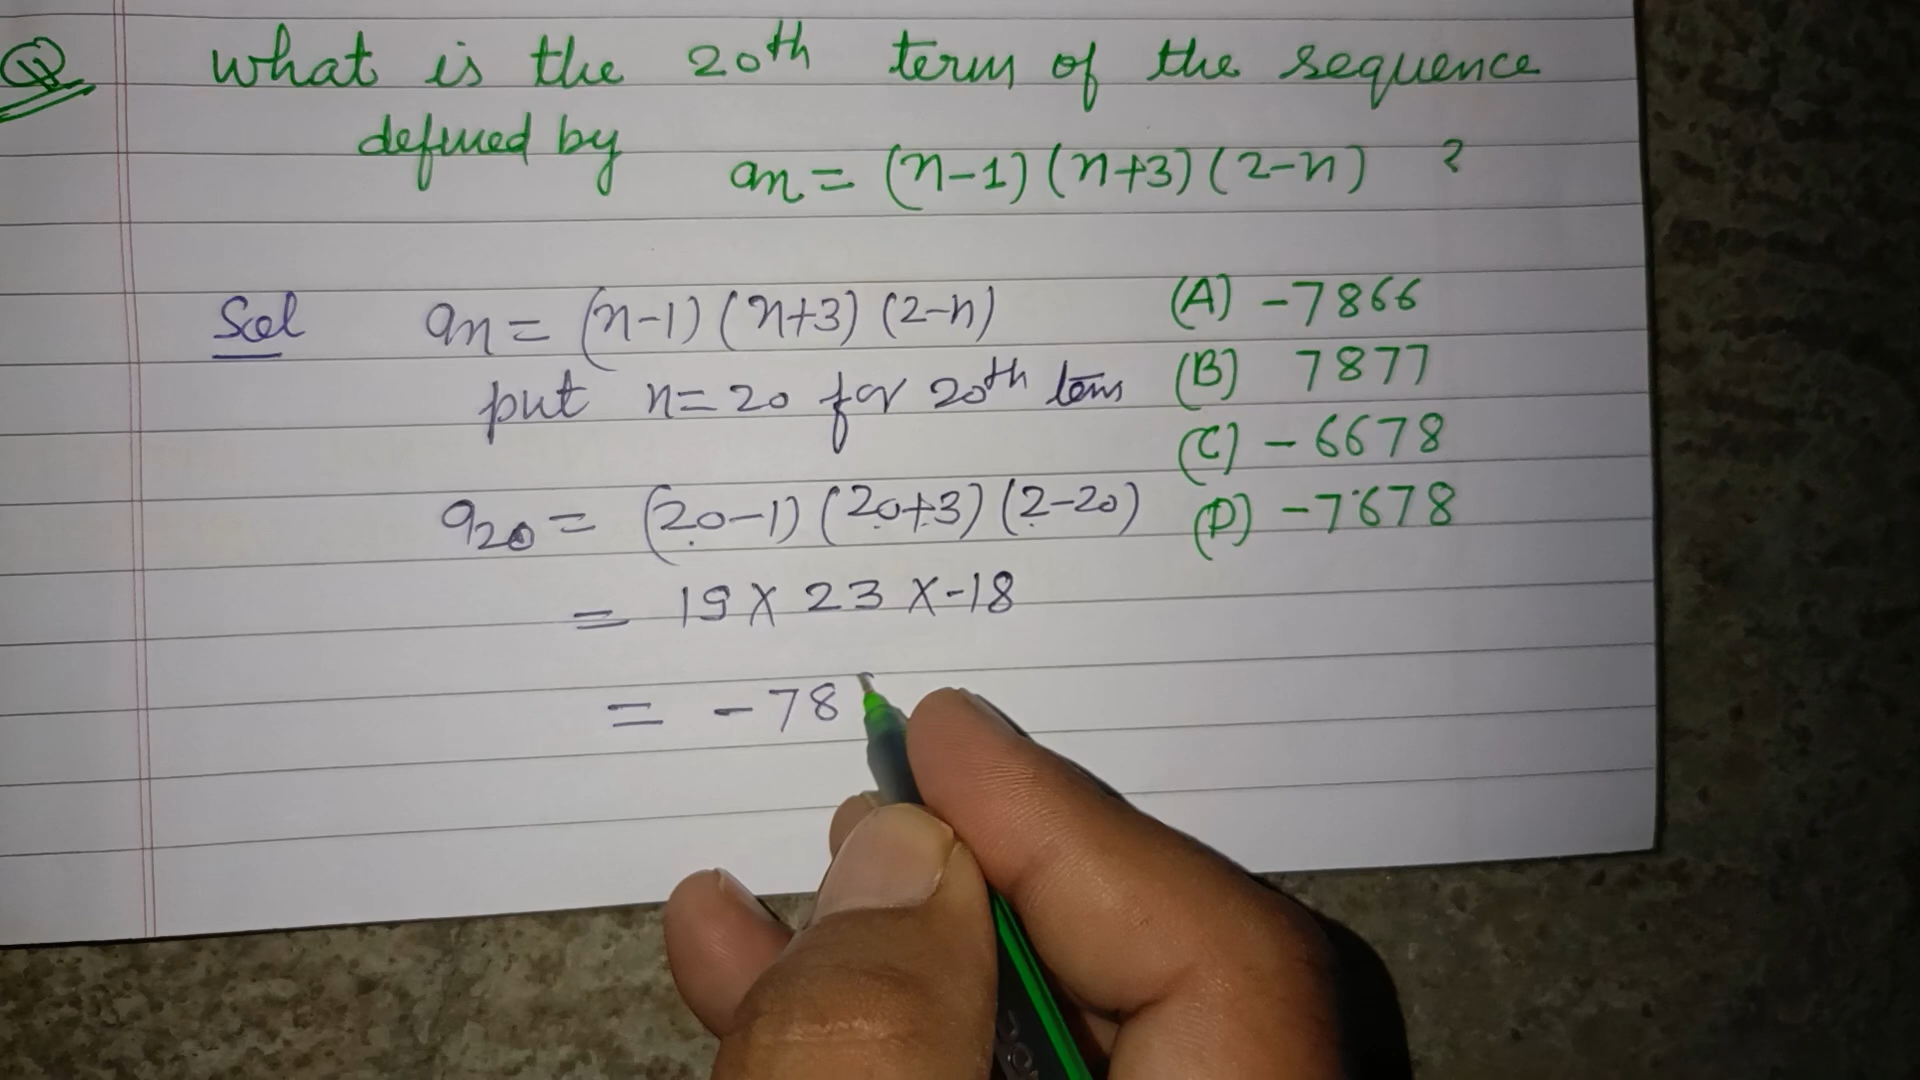 Q What is the 20th term of the sequence
defined by an = (n-1)(n+3)(2-n) ?
Sol an = (n-1)(n+3)(2-n)
put n=20 for 20th term
a20 = (20-1)(20+3)(2-20)
= 19 X 23 X -18
= -78
(A) -7866
(B) 7877
(C) -6678
(D) -7678